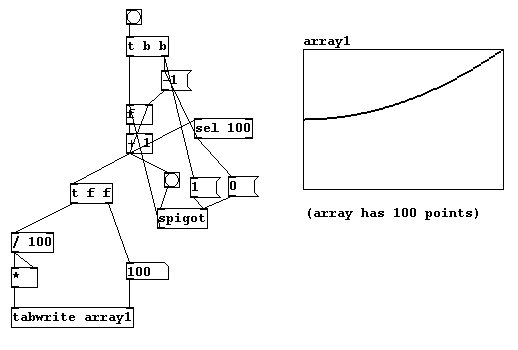 array1
t b b
-1
f
+ 1
sel 100
t f f
1
0
spigot
(array has 100 points)
/ 100
*
100
tabwrite array1